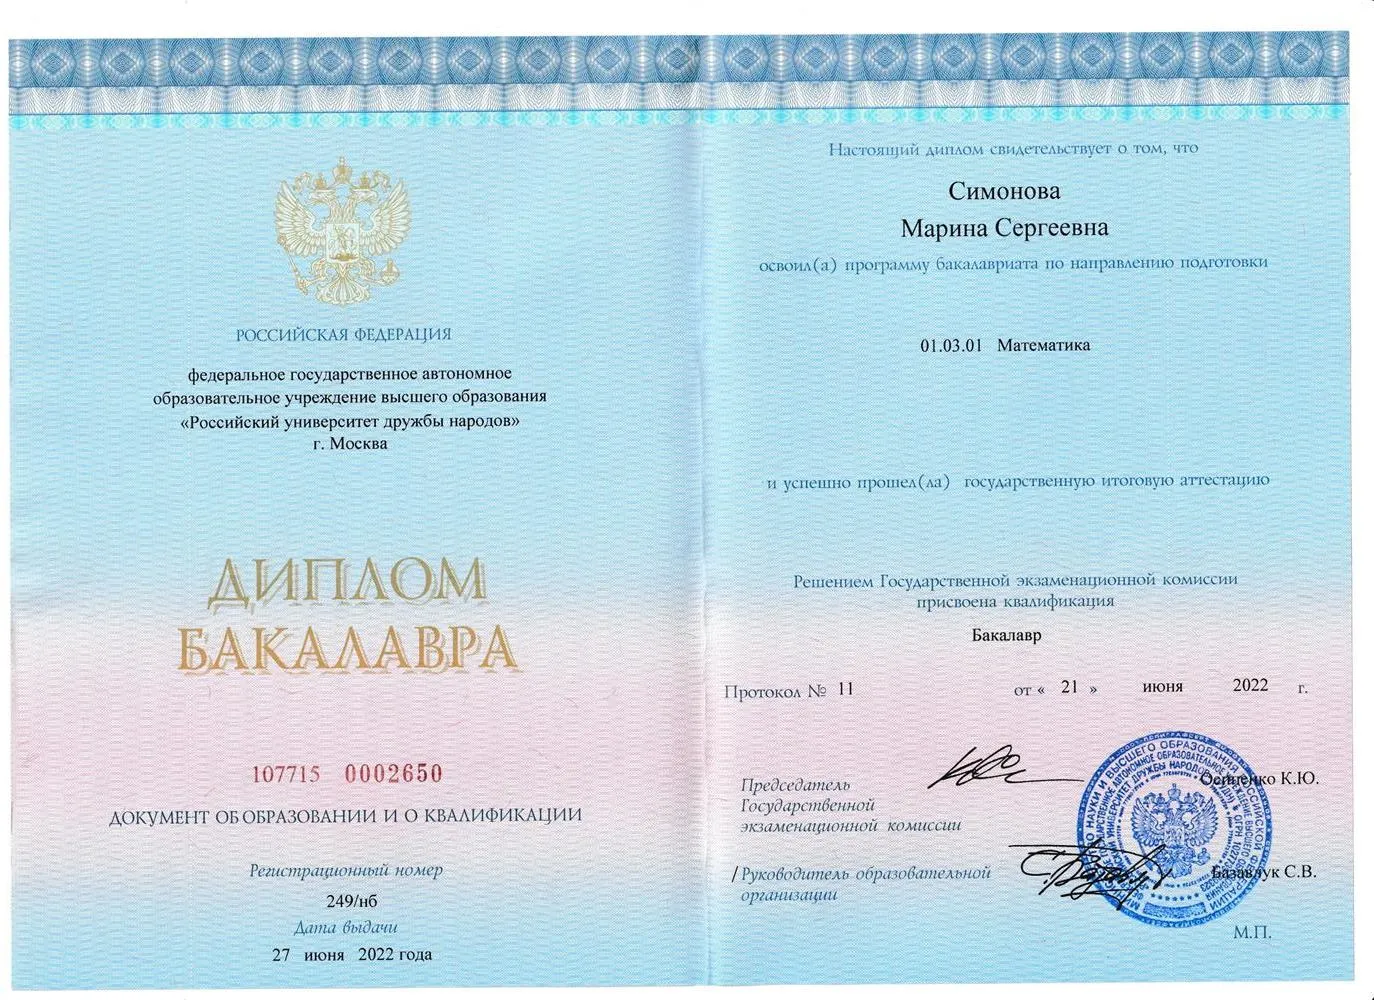 РОССИЙСКАЯ ФЕДЕРАЦИЯ
федеральное государственное автономное
образовательное учреждение высшего образования
«Российский университет дружбы народов»
г. Москва
ДИПЛОМ
БАКАЛАВРА
107715 0002650
ДОКУМЕНТ ОБ ОБРАЗОВАНИИ И О КВАЛИФИКАЦИИ
Регистрационный номер
249/нб
Дата выдачи
27 июня 2022 года
Настоящий диплом свидетельствует о том, что
Симонова
Марина Сергеевна
освоил(а) программу бакалавриата по направлению подготовки
01.03.01 Математика
и успешно прошел(ла) государственную итоговую аттестацию
Решением Государственной экзаменационной комиссии
присвоена квалификация
Бакалавр
Протокол № 11 от « 21 » июня 2022 г.
Председатель
Государственной
экзаменационной комиссии
Осипенко К.Ю.
/Руководитель образовательной
организации
Базавлук С.В.
М.П.